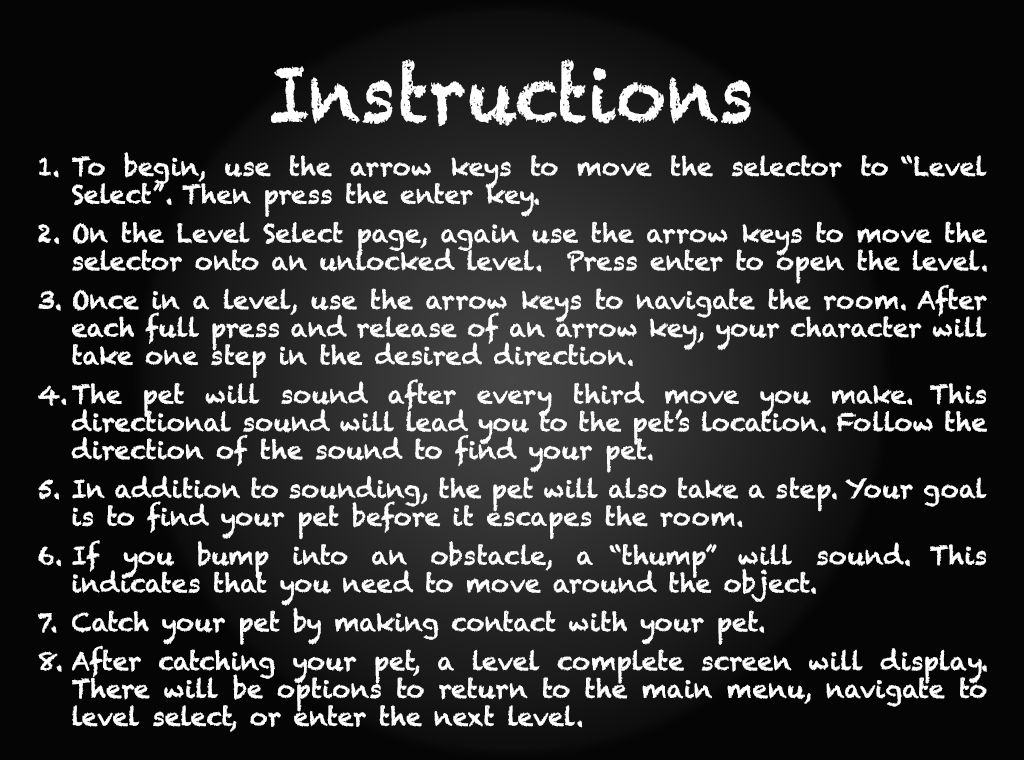 Instructions
1. To begin, use the arrow keys to move the selector to “Level
Select”. Then press the enter key.
2. On the Level Select page, again use the arrow keys to move the
selector onto an unlocked level. Press enter to open the level.
3. Once in a level, use the arrow keys to navigate the room. After
each full press and release of an arrow key, your character will
take one step in the desired direction.
4. The pet will sound after every third move you make. This
directional sound will lead you to the pet’s location. Follow the
direction of the sound to find your pet.
5. In addition to sounding, the pet will also take a step. Your goal
is to find your pet before it escapes the room.
6. If you bump into an obstacle, a “thump” will sound. This
indicates that you need to move around the object.
7. Catch your pet by making contact with your pet.
8. After catching your pet, a level complete screen will display.
There will be options to return to the main menu, navigate to
level select, or enter the next level.